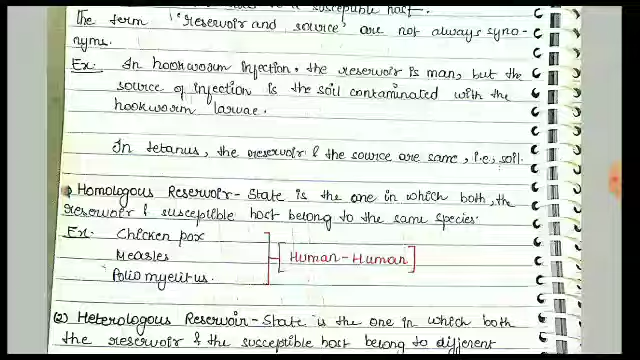 to a susceptible host.
The term "reservoir and source" are not always syno-
nyms.
Ex: In hookworm infection, the reservoir is man, but the
source of infection is the soil contaminated with the
hookworm larvae.
In tetanus, the reservoir & the source are same, i.e., soil.
Homologous Reservoir - State is the one in which both, the
reservoir & susceptible host belong to the same species.
Ex: Chicken pox
Measles
Poliomyelitus.
[Human-Human]
(2) Heterologous Reservoir - State is the one in which both
the reservoir & the susceptible host belong to different